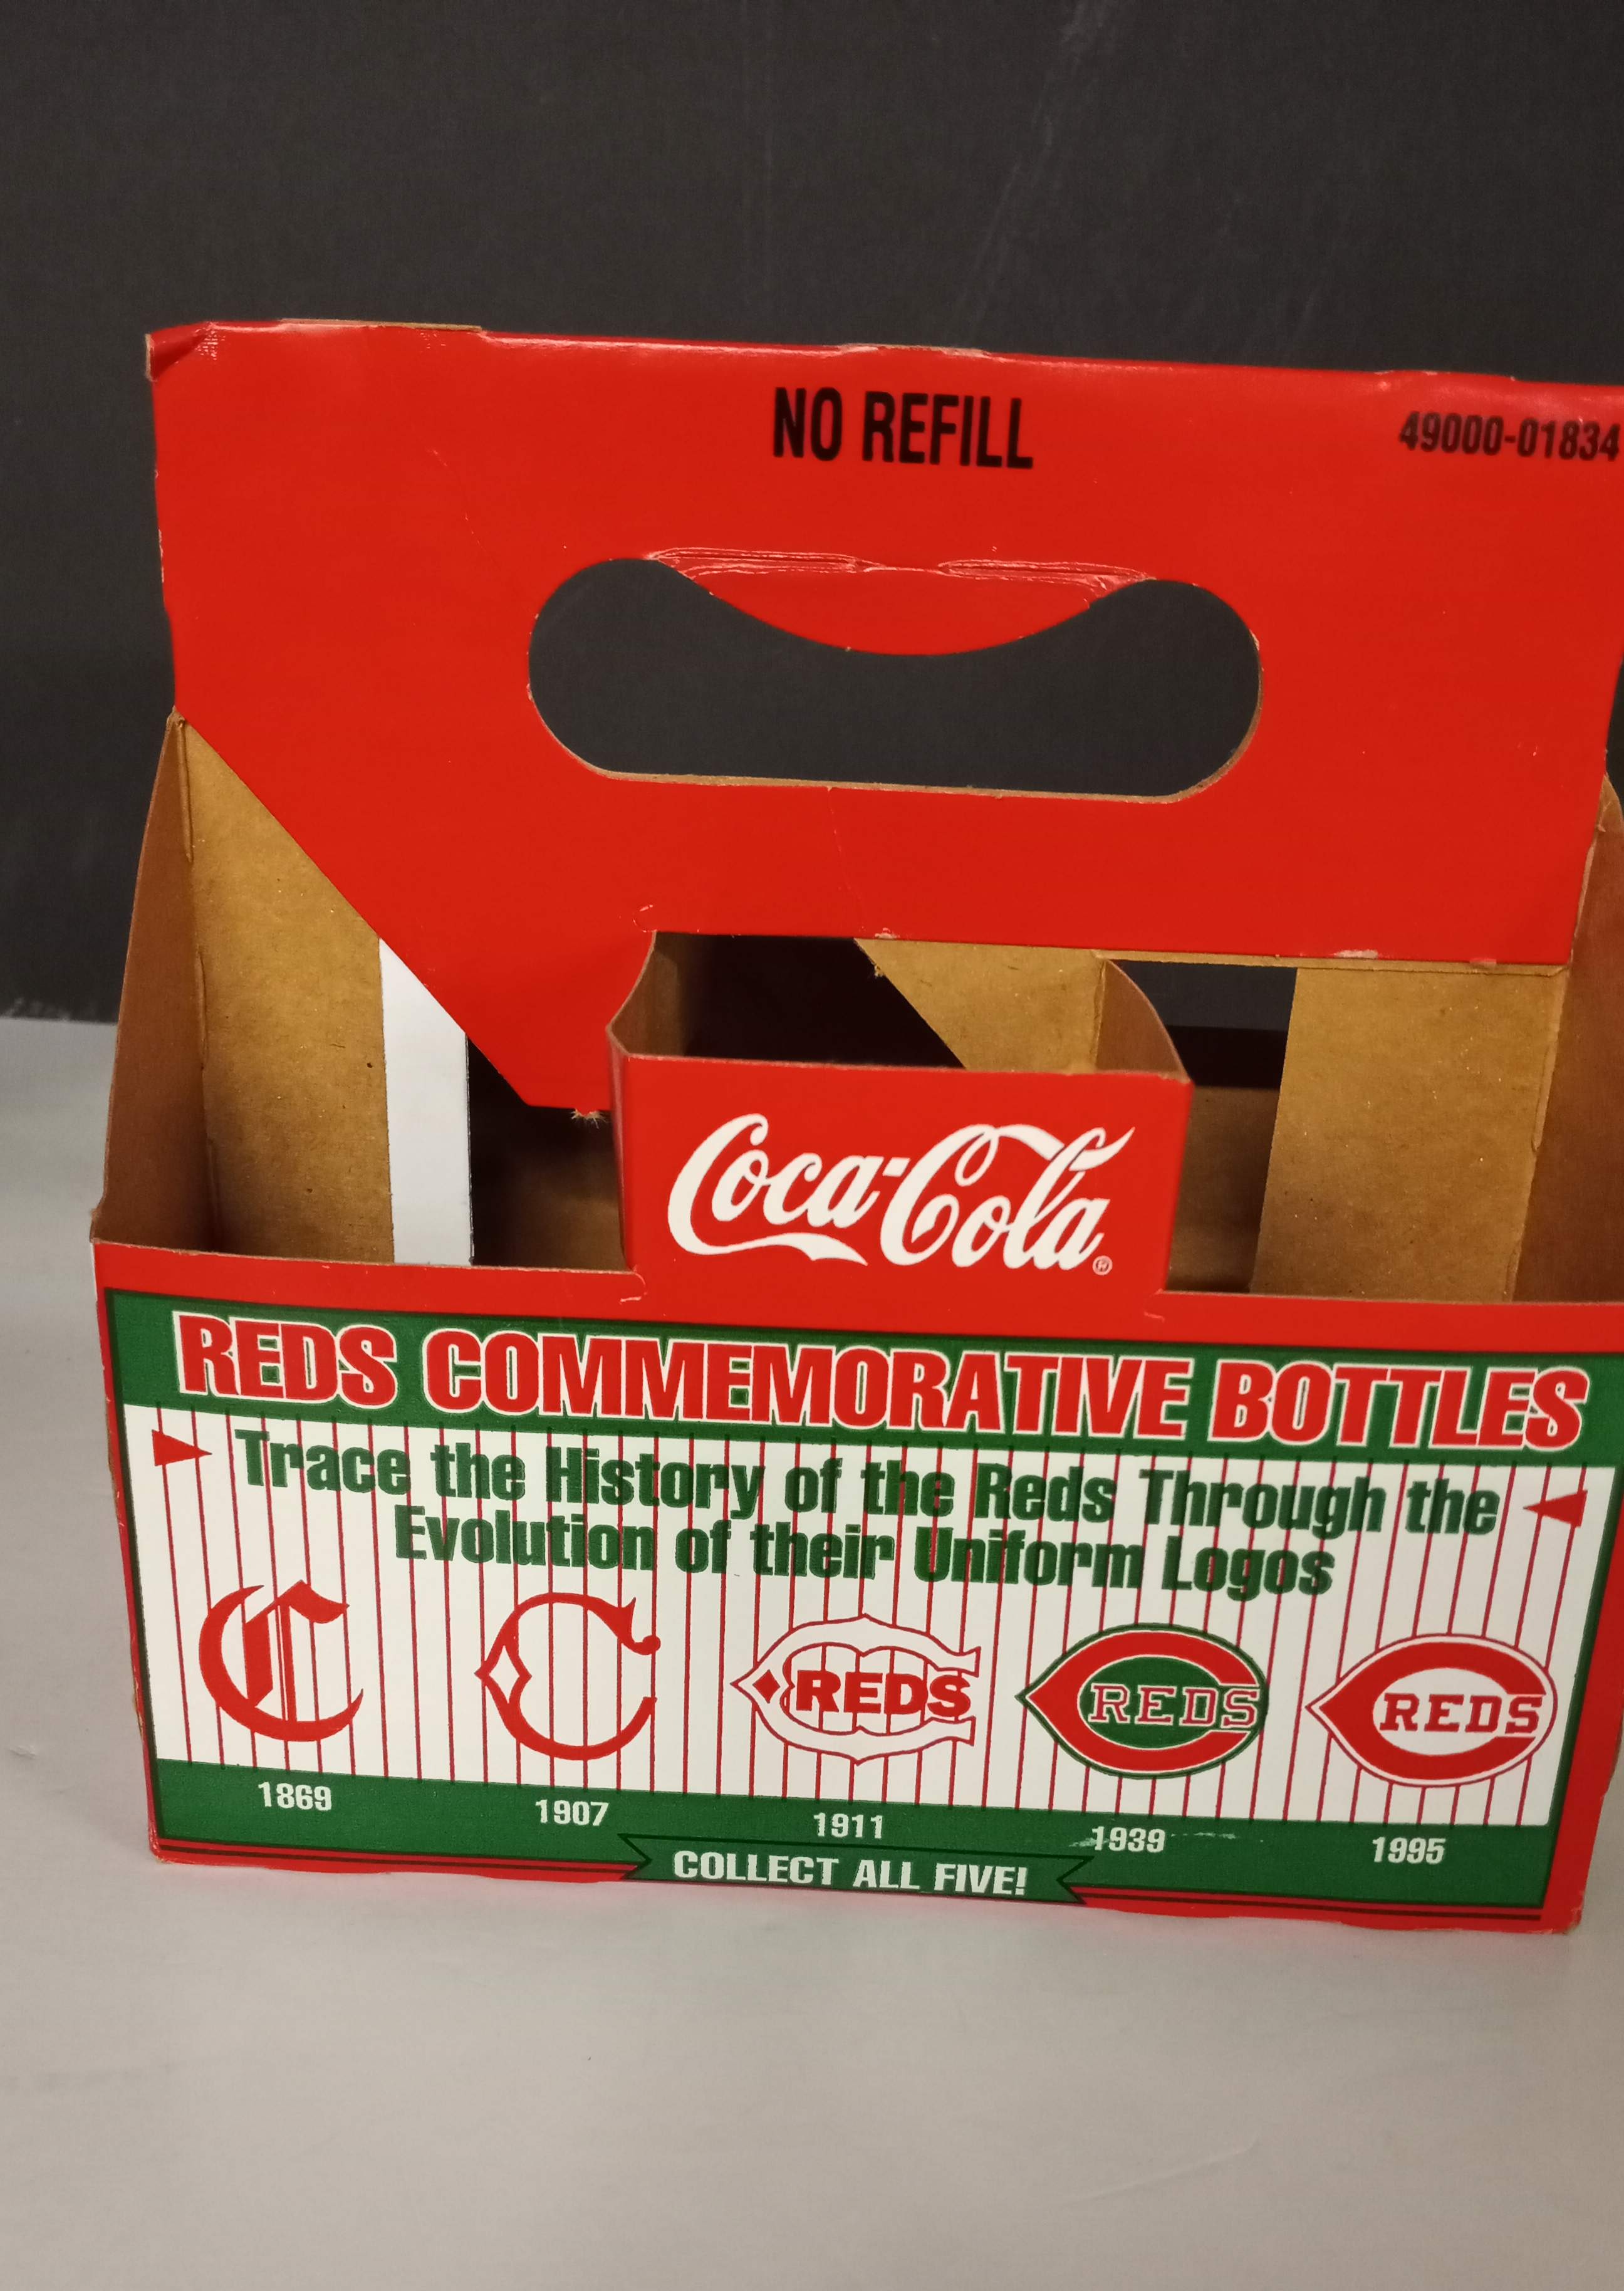 NO REFILL
49000-01834
Coca-Cola®
REDS COMMEMORATIVE BOTTLES
Trace the History of the Reds Through the
Evolution of their Uniform Logos
C
C
REDS
REDS
REDS
1869
1907
1911
1939
1995
COLLECT ALL FIVE!